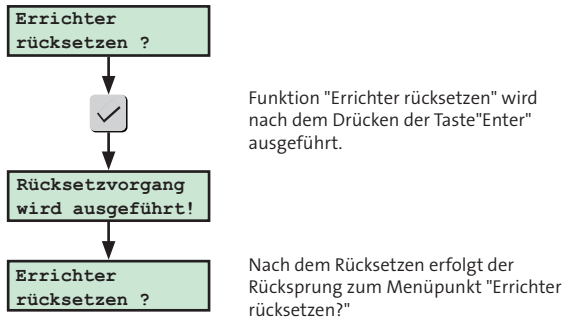 Errichter
rücksetzen ?
Funktion "Errichter rücksetzen" wird
nach dem Drücken der Taste"Enter"
ausgeführt.
Rücksetzvorgang
wird ausgeführt!
Errichter
rücksetzen ?
Nach dem Rücksetzen erfolgt der
Rücksprung zum Menüpunkt "Errichter
rücksetzen?"